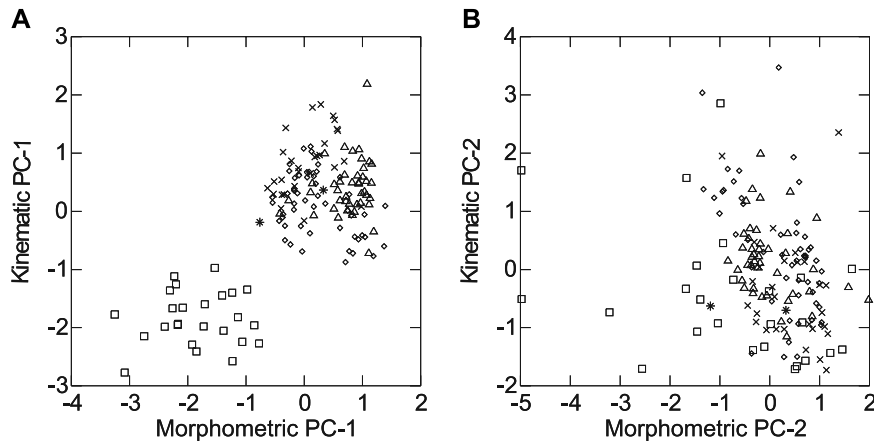 A
B
3
2
1
0
-1
-2
-3
Kinematic PC-1
-4 -3 -2 -1 0 1 2
Morphometric PC-1
4
3
2
1
0
-1
-2
Kinematic PC-2
-5 -4 -3 -2 -1 0 1 2
Morphometric PC-2